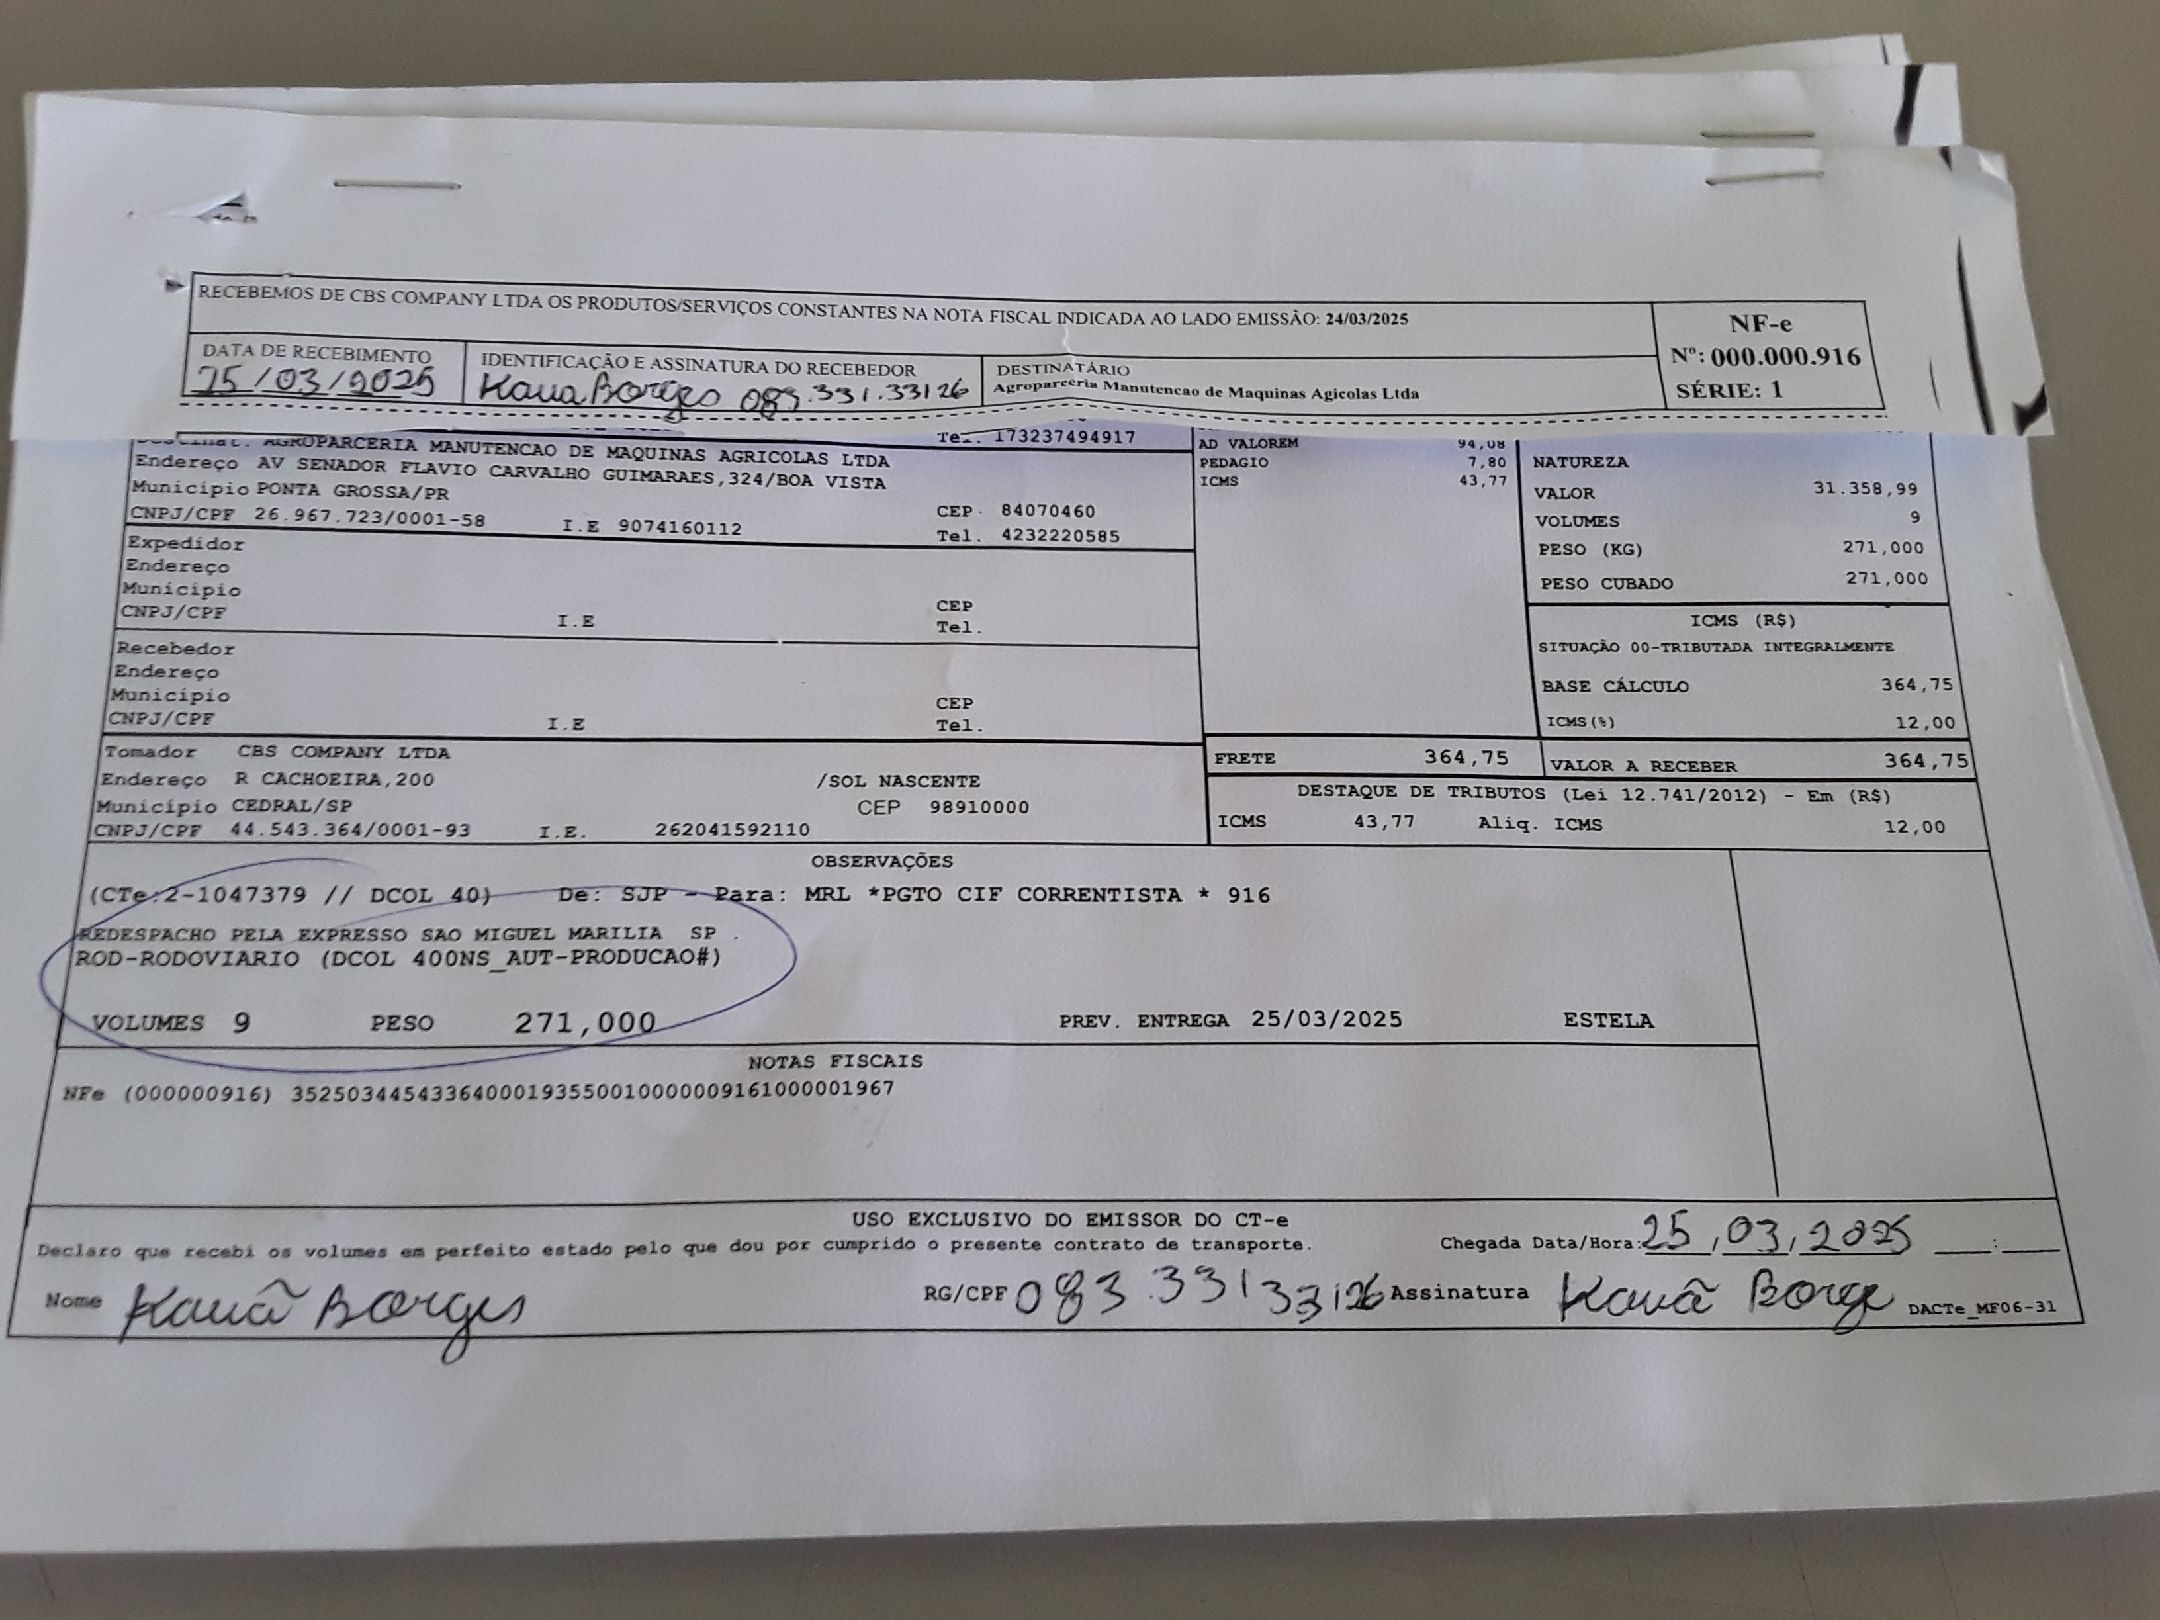 RECEBEMOS DE CBS COMPANY LTDA OS PRODUTOS/SERVIÇOS CONSTANTES NA NOTA FISCAL INDICADA AO LADO EMISSÃO: 24/03/2025
NF-e
Nº: 000.000.916
SÉRIE: 1
DATA DE RECEBIMENTO
25/03/2025
IDENTIFICAÇÃO E ASSINATURA DO RECEBEDOR
Kaua Borges 083.331.33126
DESTINATÁRIO
Agroparceria Manutencao de Maquinas Agicolas Ltda
Tel. 173237494917
Destinat. AGROPARCERIA MANUTENCAO DE MAQUINAS AGRICOLAS LTDA
Endereço AV SENADOR FLAVIO CARVALHO GUIMARAES,324/BOA VISTA
Município PONTA GROSSA/PR CEP 84070460
CNPJ/CPF 26.967.723/0001-58 I.E 9074160112 Tel. 4232220585
Expedidor
Endereço
Município CEP
CNPJ/CPF I.E Tel.
Recebedor
Endereço
Município CEP
CNPJ/CPF I.E Tel.
Tomador CBS COMPANY LTDA
Endereço R CACHOEIRA,200 /SOL NASCENTE
Município CEDRAL/SP CEP 98910000
CNPJ/CPF 44.543.364/0001-93 I.E. 262041592110
AD VALOREM 94,08
PEDAGIO 7,80
ICMS 43,77
NATUREZA
VALOR 31.358,99
VOLUMES 9
PESO (KG) 271,000
PESO CUBADO 271,000
ICMS (R$)
SITUAÇÃO 00-TRIBUTADA INTEGRALMENTE
BASE CÁLCULO 364,75
ICMS(%) 12,00
FRETE 364,75 VALOR A RECEBER 364,75
DESTAQUE DE TRIBUTOS (Lei 12.741/2012) - Em (R$)
ICMS 43,77 Aliq. ICMS 12,00
OBSERVAÇÕES
(CTe:2-1047379 // DCOL 40) De: SJP - Para: MRL *PGTO CIF CORRENTISTA * 916
REDESPACHO PELA EXPRESSO SAO MIGUEL MARILIA SP .
ROD-RODOVIARIO (DCOL 400NS_AUT-PRODUCAO#)
VOLUMES 9 PESO 271,000 PREV. ENTREGA 25/03/2025 ESTELA
NOTAS FISCAIS
NFe (000000916) 35250344543364000193550010000009161000001967
USO EXCLUSIVO DO EMISSOR DO CT-e
Declaro que recebi os volumes em perfeito estado pelo que dou por cumprido o presente contrato de transporte. Chegada Data/Hora: 25/03/2025 __:__
Nome Kauã Borges RG/CPF 083.33133126 Assinatura Kauã Borge DACTe_MF06-31